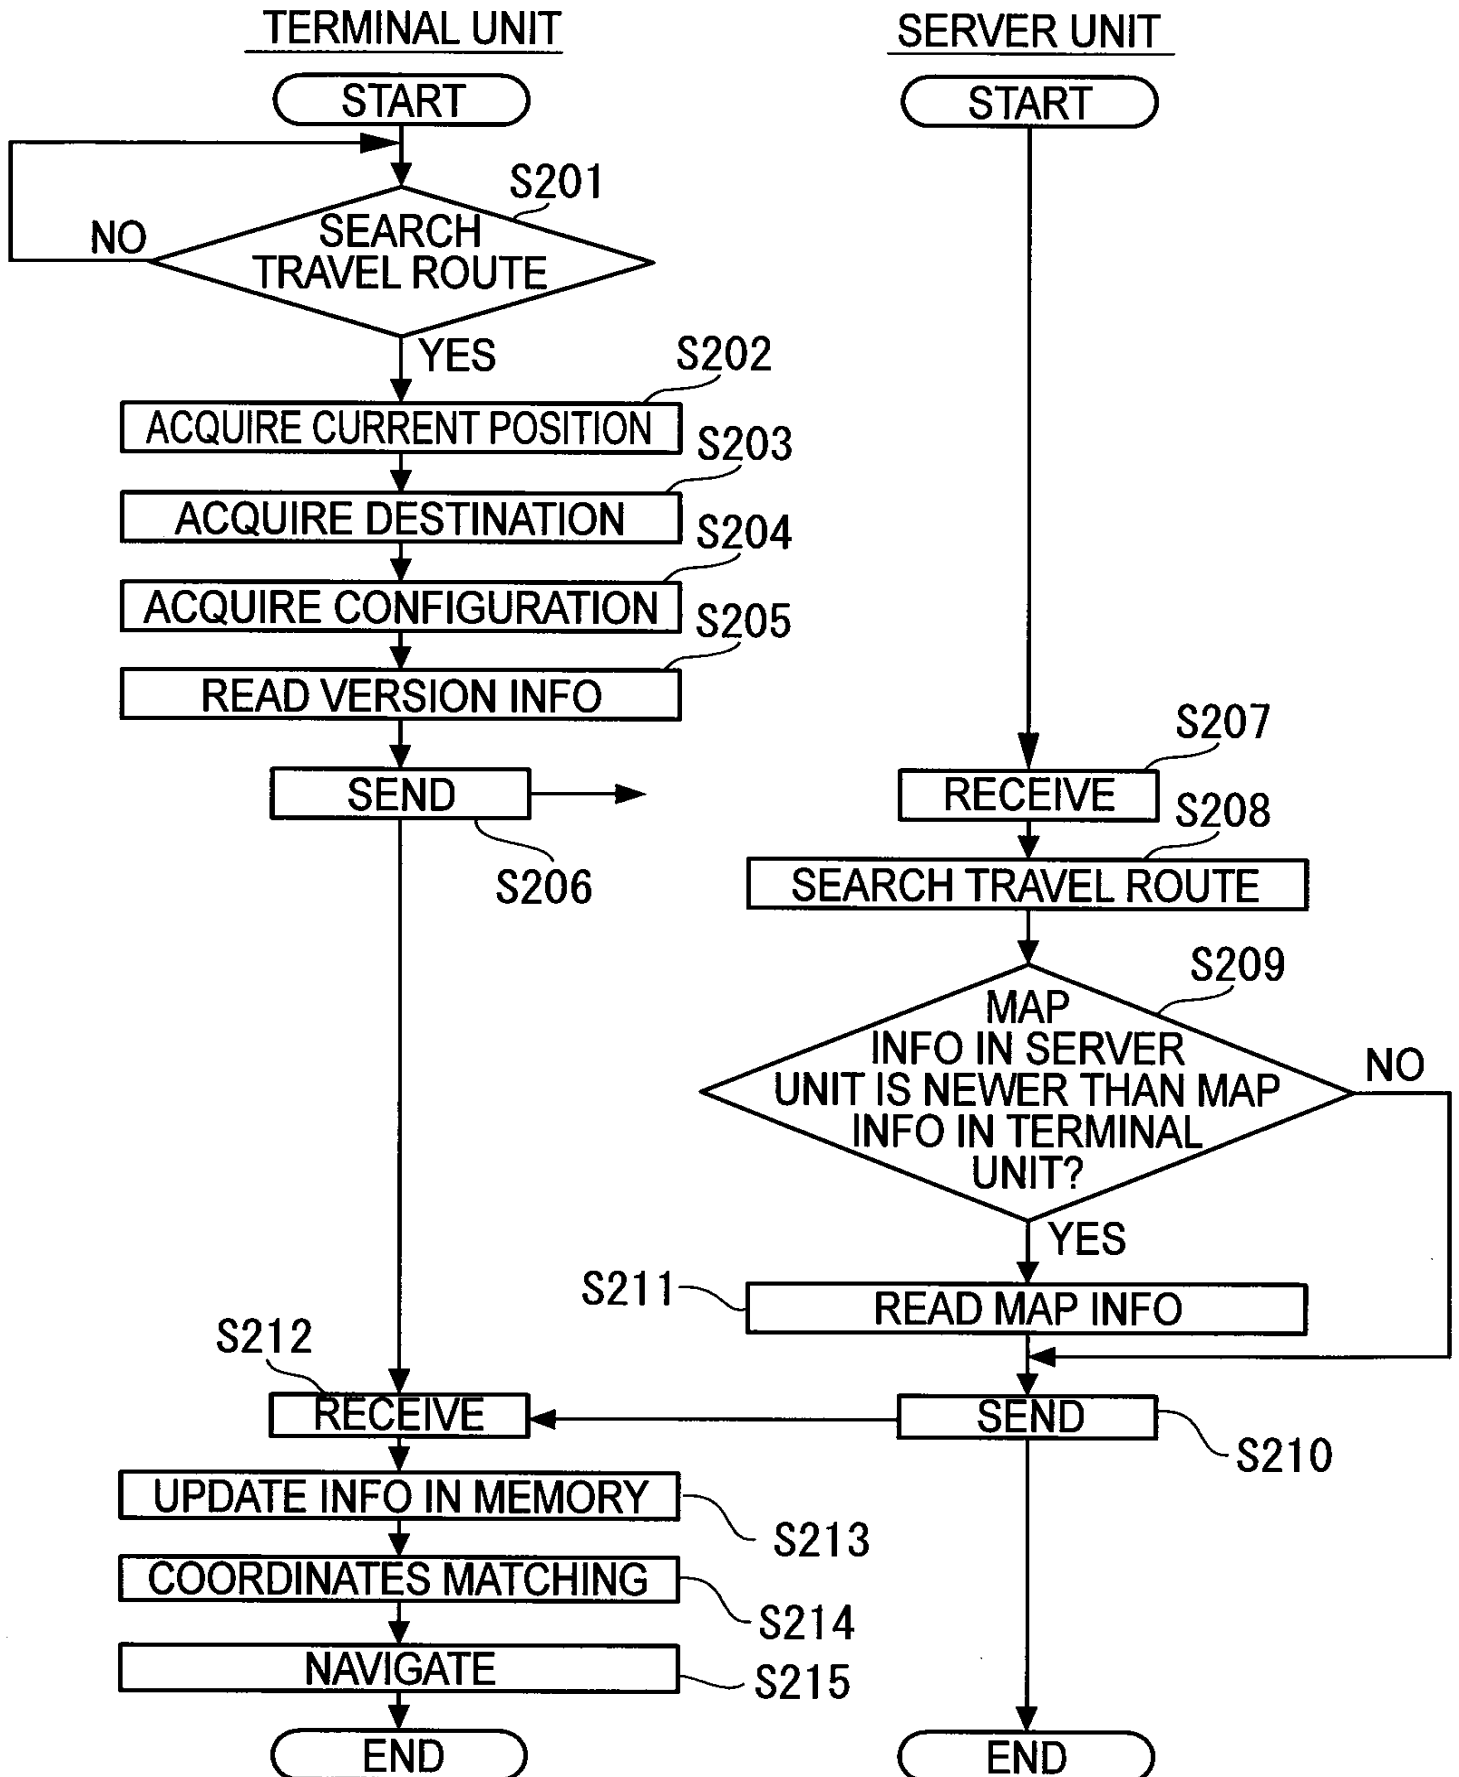 TERMINAL UNIT
START
S201
SEARCH
TRAVEL ROUTE
NO
YES
S202
ACQUIRE CURRENT POSITION
S203
ACQUIRE DESTINATION
S204
ACQUIRE CONFIGURATION
S205
READ VERSION INFO
SEND
S206
S212
RECEIVE
UPDATE INFO IN MEMORY
S213
COORDINATES MATCHING
S214
NAVIGATE
S215
END
SERVER UNIT
START
S207
RECEIVE
S208
SEARCH TRAVEL ROUTE
S209
MAP
INFO IN SERVER
UNIT IS NEWER THAN MAP
INFO IN TERMINAL
UNIT?
NO
YES
S211
READ MAP INFO
SEND
S210
END